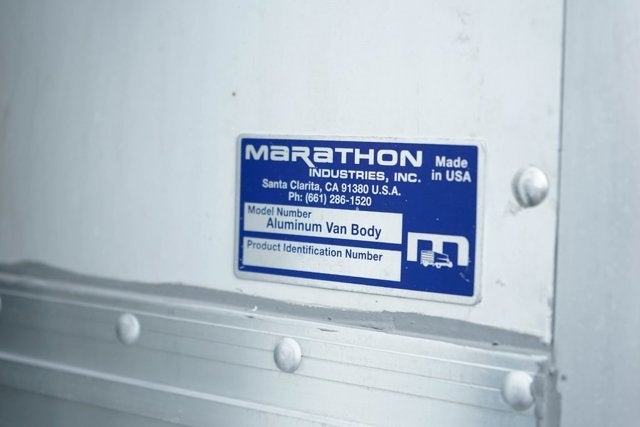 MARATHON
INDUSTRIES, INC.
Made
in USA
Santa Clarita, CA 91380 U.S.A.
Ph: (661) 286-1520
Model Number
Aluminum Van Body
Product Identification Number
m